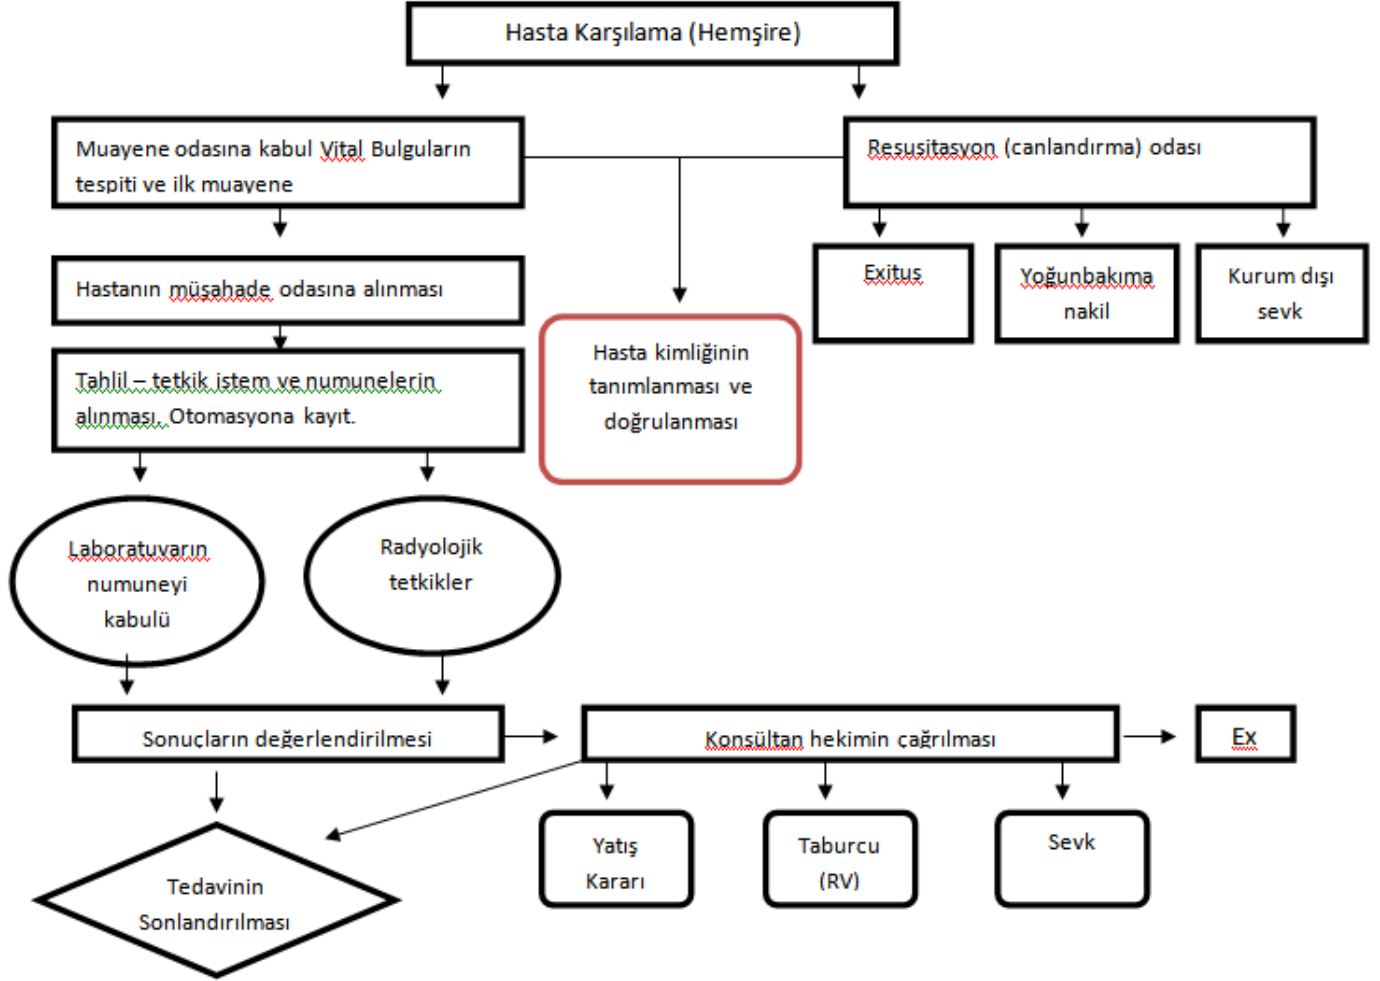 Hasta Karşılama (Hemşire)
Muayene odasına kabul Vital Bulguların
tespiti ve ilk muayene
Resusitasyon (canlandırma) odası
Exitus
Yoğunbakıma
nakil
Kurum dışı
sevk
Hastanın müşahade odasına alınması
Hasta kimliğinin
tanımlanması ve
doğrulanması
Tahlil – tetkik istem ve numunelerin
alınması, Otomasyona kayıt.
Laboratuvarın
numuneyi
kabulü
Radyolojik
tetkikler
Sonuçların değerlendirilmesi
Konsültan hekimin çağrılması
Ex
Yatış
Kararı
Taburcu
(RV)
Sevk
Tedavinin
Sonlandırılması